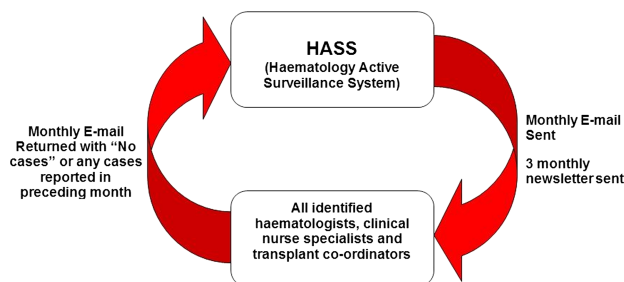 HASS
(Haematology Active
Surveillance System)
Monthly E-mail
Sent
3 monthly
newsletter sent
All identified
haematologists, clinical
nurse specialists and
transplant co-ordinators
Monthly E-mail
Returned with “No
cases” or any cases
reported in
preceding month